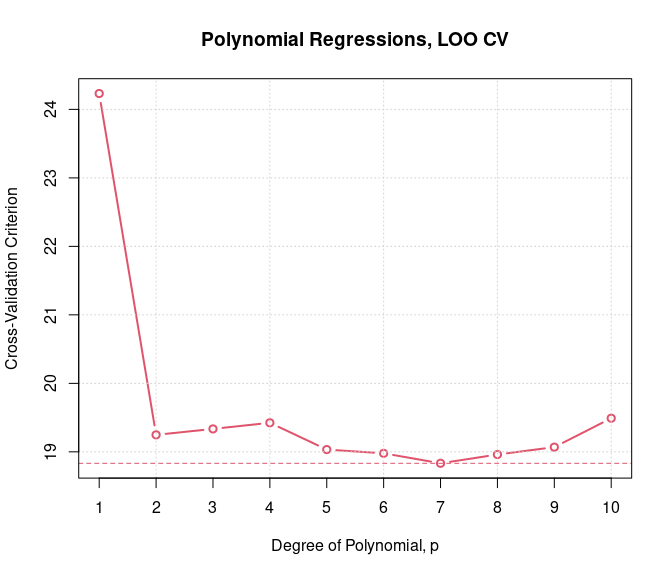 Polynomial Regressions, LOO CV
Cross-Validation Criterion
24
23
22
21
20
19
1 2 3 4 5 6 7 8 9 10
Degree of Polynomial, p